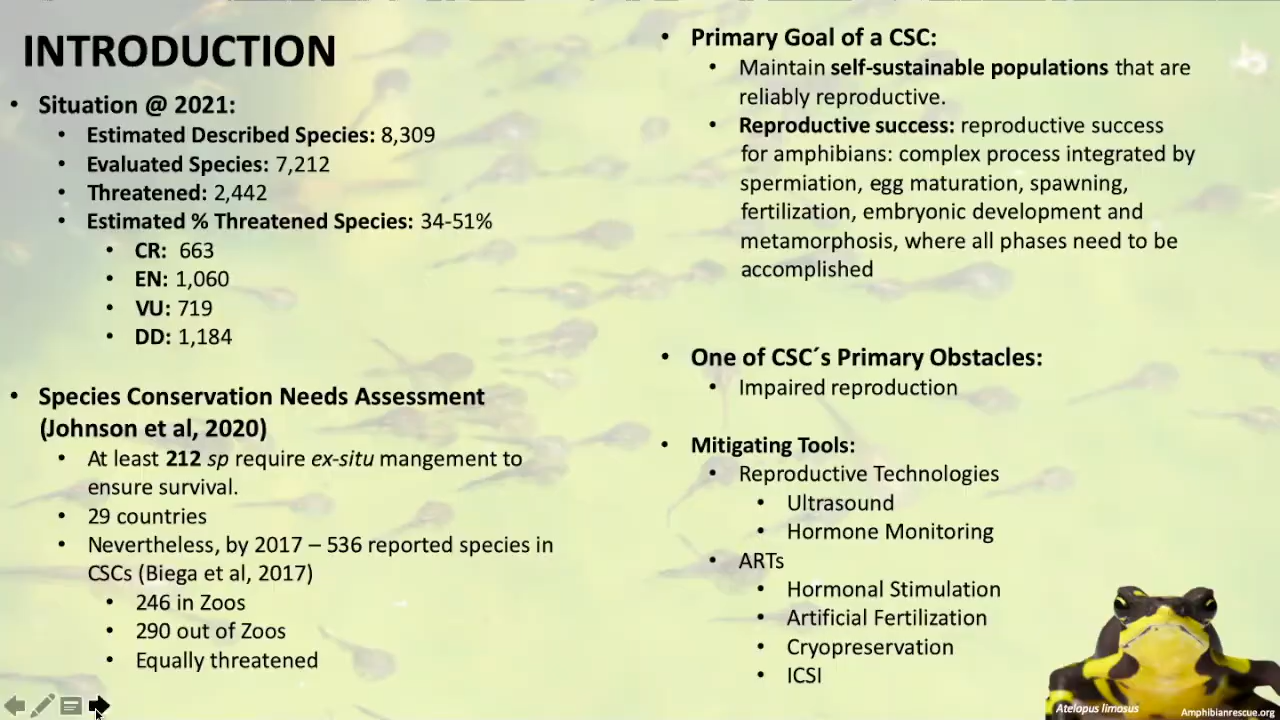 INTRODUCTION
• Situation @ 2021:
• Estimated Described Species: 8,309
• Evaluated Species: 7,212
• Threatened: 2,442
• Estimated % Threatened Species: 34-51%
• CR: 663
• EN: 1,060
• VU: 719
• DD: 1,184
• Species Conservation Needs Assessment
(Johnson et al, 2020)
• At least 212 sp require ex-situ mangement to
ensure survival.
• 29 countries
• Nevertheless, by 2017 – 536 reported species in
CSCs (Biega et al, 2017)
• 246 in Zoos
• 290 out of Zoos
• Equally threatened
• Primary Goal of a CSC:
• Maintain self-sustainable populations that are
reliably reproductive.
• Reproductive success: reproductive success
for amphibians: complex process integrated by
spermiation, egg maturation, spawning,
fertilization, embryonic development and
metamorphosis, where all phases need to be
accomplished
• One of CSC´s Primary Obstacles:
• Impaired reproduction
• Mitigating Tools:
• Reproductive Technologies
• Ultrasound
• Hormone Monitoring
• ARTs
• Hormonal Stimulation
• Artificial Fertilization
• Cryopreservation
• ICSI
Atelopus limosus
Amphibianrescue.org